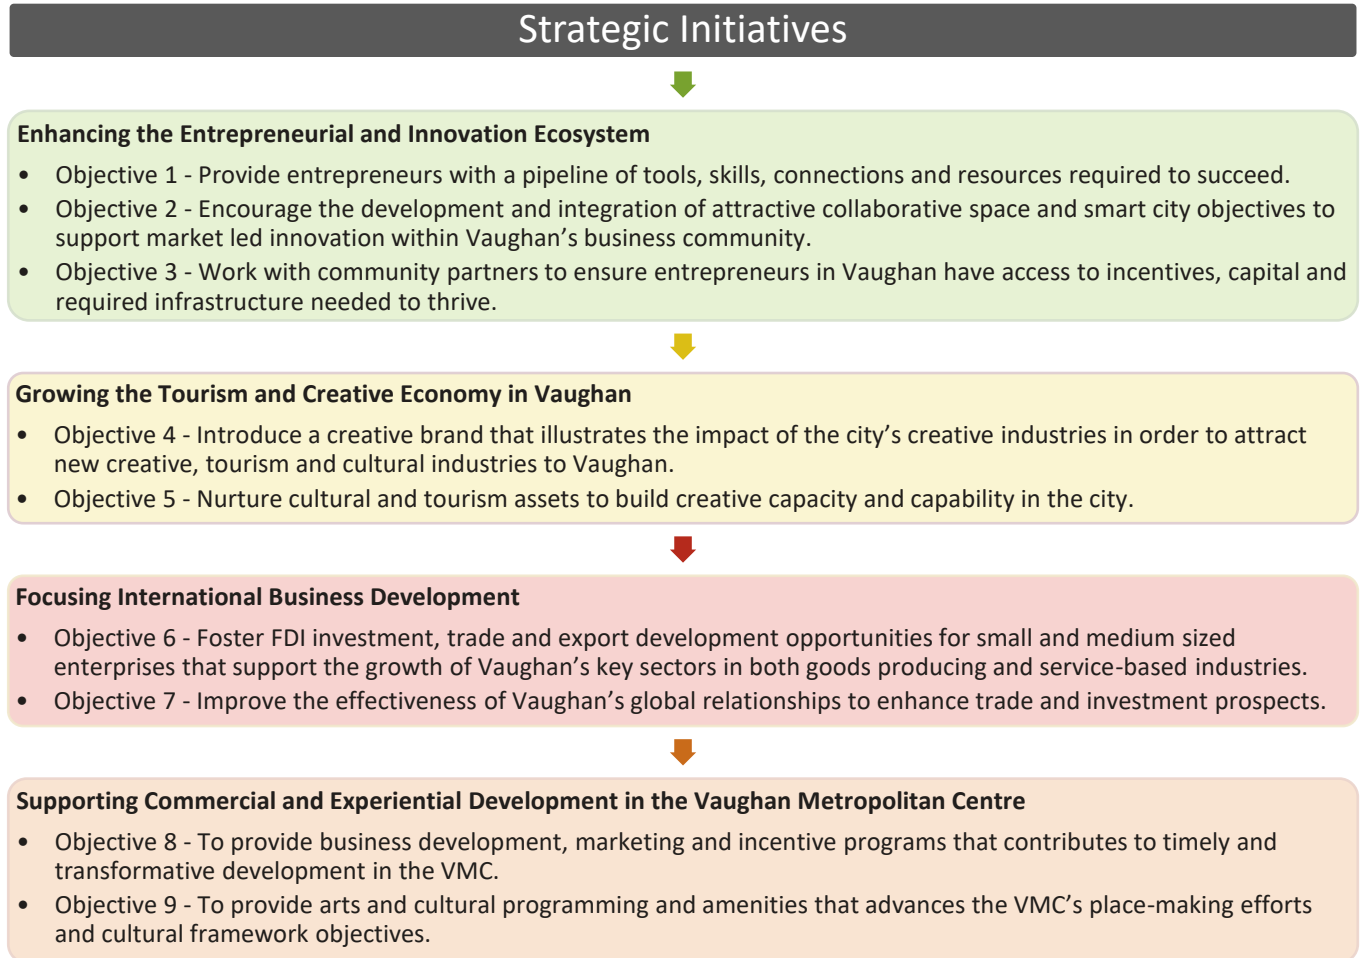 Strategic Initiatives
Enhancing the Entrepreneurial and Innovation Ecosystem
• Objective 1 - Provide entrepreneurs with a pipeline of tools, skills, connections and resources required to succeed.
• Objective 2 - Encourage the development and integration of attractive collaborative space and smart city objectives to
support market led innovation within Vaughan’s business community.
• Objective 3 - Work with community partners to ensure entrepreneurs in Vaughan have access to incentives, capital and
required infrastructure needed to thrive.
Growing the Tourism and Creative Economy in Vaughan
• Objective 4 - Introduce a creative brand that illustrates the impact of the city’s creative industries in order to attract
new creative, tourism and cultural industries to Vaughan.
• Objective 5 - Nurture cultural and tourism assets to build creative capacity and capability in the city.
Focusing International Business Development
• Objective 6 - Foster FDI investment, trade and export development opportunities for small and medium sized
enterprises that support the growth of Vaughan’s key sectors in both goods producing and service-based industries.
• Objective 7 - Improve the effectiveness of Vaughan’s global relationships to enhance trade and investment prospects.
Supporting Commercial and Experiential Development in the Vaughan Metropolitan Centre
• Objective 8 - To provide business development, marketing and incentive programs that contributes to timely and
transformative development in the VMC.
• Objective 9 - To provide arts and cultural programming and amenities that advances the VMC’s place-making efforts
and cultural framework objectives.